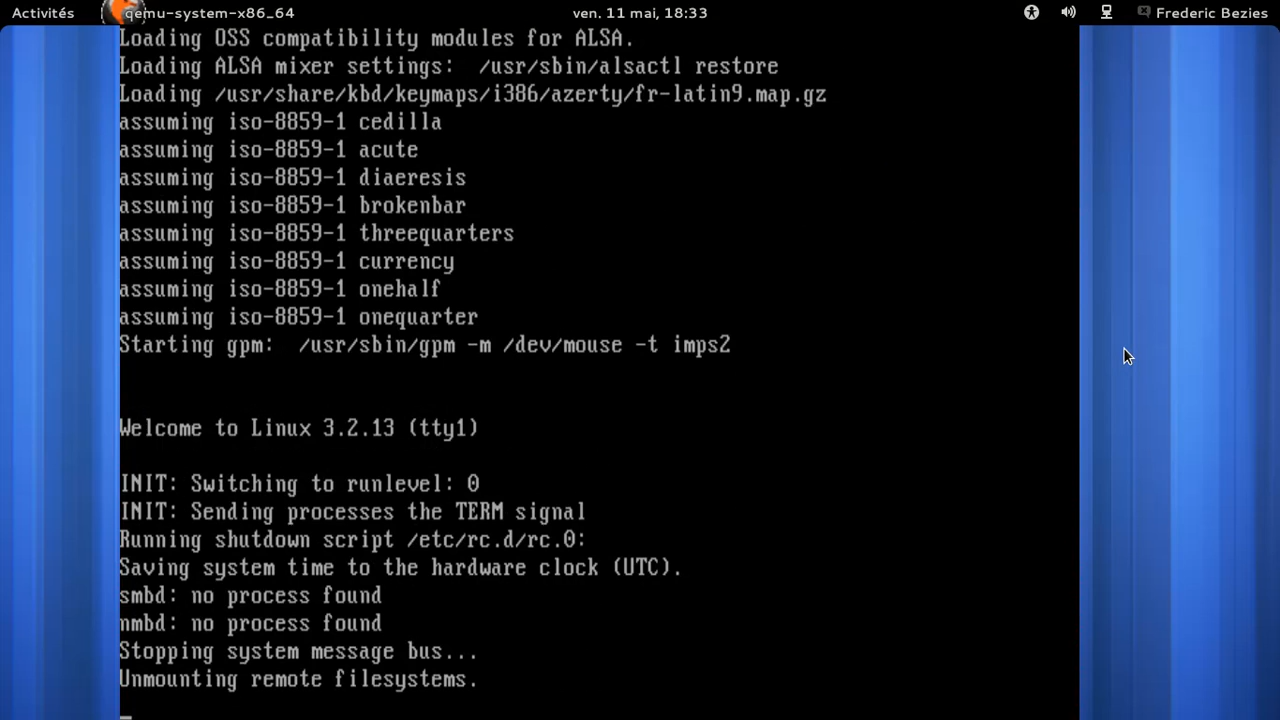 Activités qemu-system-x86_64 ven. 11 mai, 18:33 Frederic Bezies
Loading OSS compatibility modules for ALSA.
Loading ALSA mixer settings:  /usr/sbin/alsactl restore
Loading /usr/share/kbd/keymaps/i386/azerty/fr-latin9.map.gz
assuming iso-8859-1 cedilla
assuming iso-8859-1 acute
assuming iso-8859-1 diaeresis
assuming iso-8859-1 brokenbar
assuming iso-8859-1 threequarters
assuming iso-8859-1 currency
assuming iso-8859-1 onehalf
assuming iso-8859-1 onequarter
Starting gpm:  /usr/sbin/gpm -m /dev/mouse -t imps2
Welcome to Linux 3.2.13 (tty1)
INIT: Switching to runlevel: 0
INIT: Sending processes the TERM signal
Running shutdown script /etc/rc.d/rc.0:
Saving system time to the hardware clock (UTC).
smbd: no process found
nmbd: no process found
Stopping system message bus...
Unmounting remote filesystems.